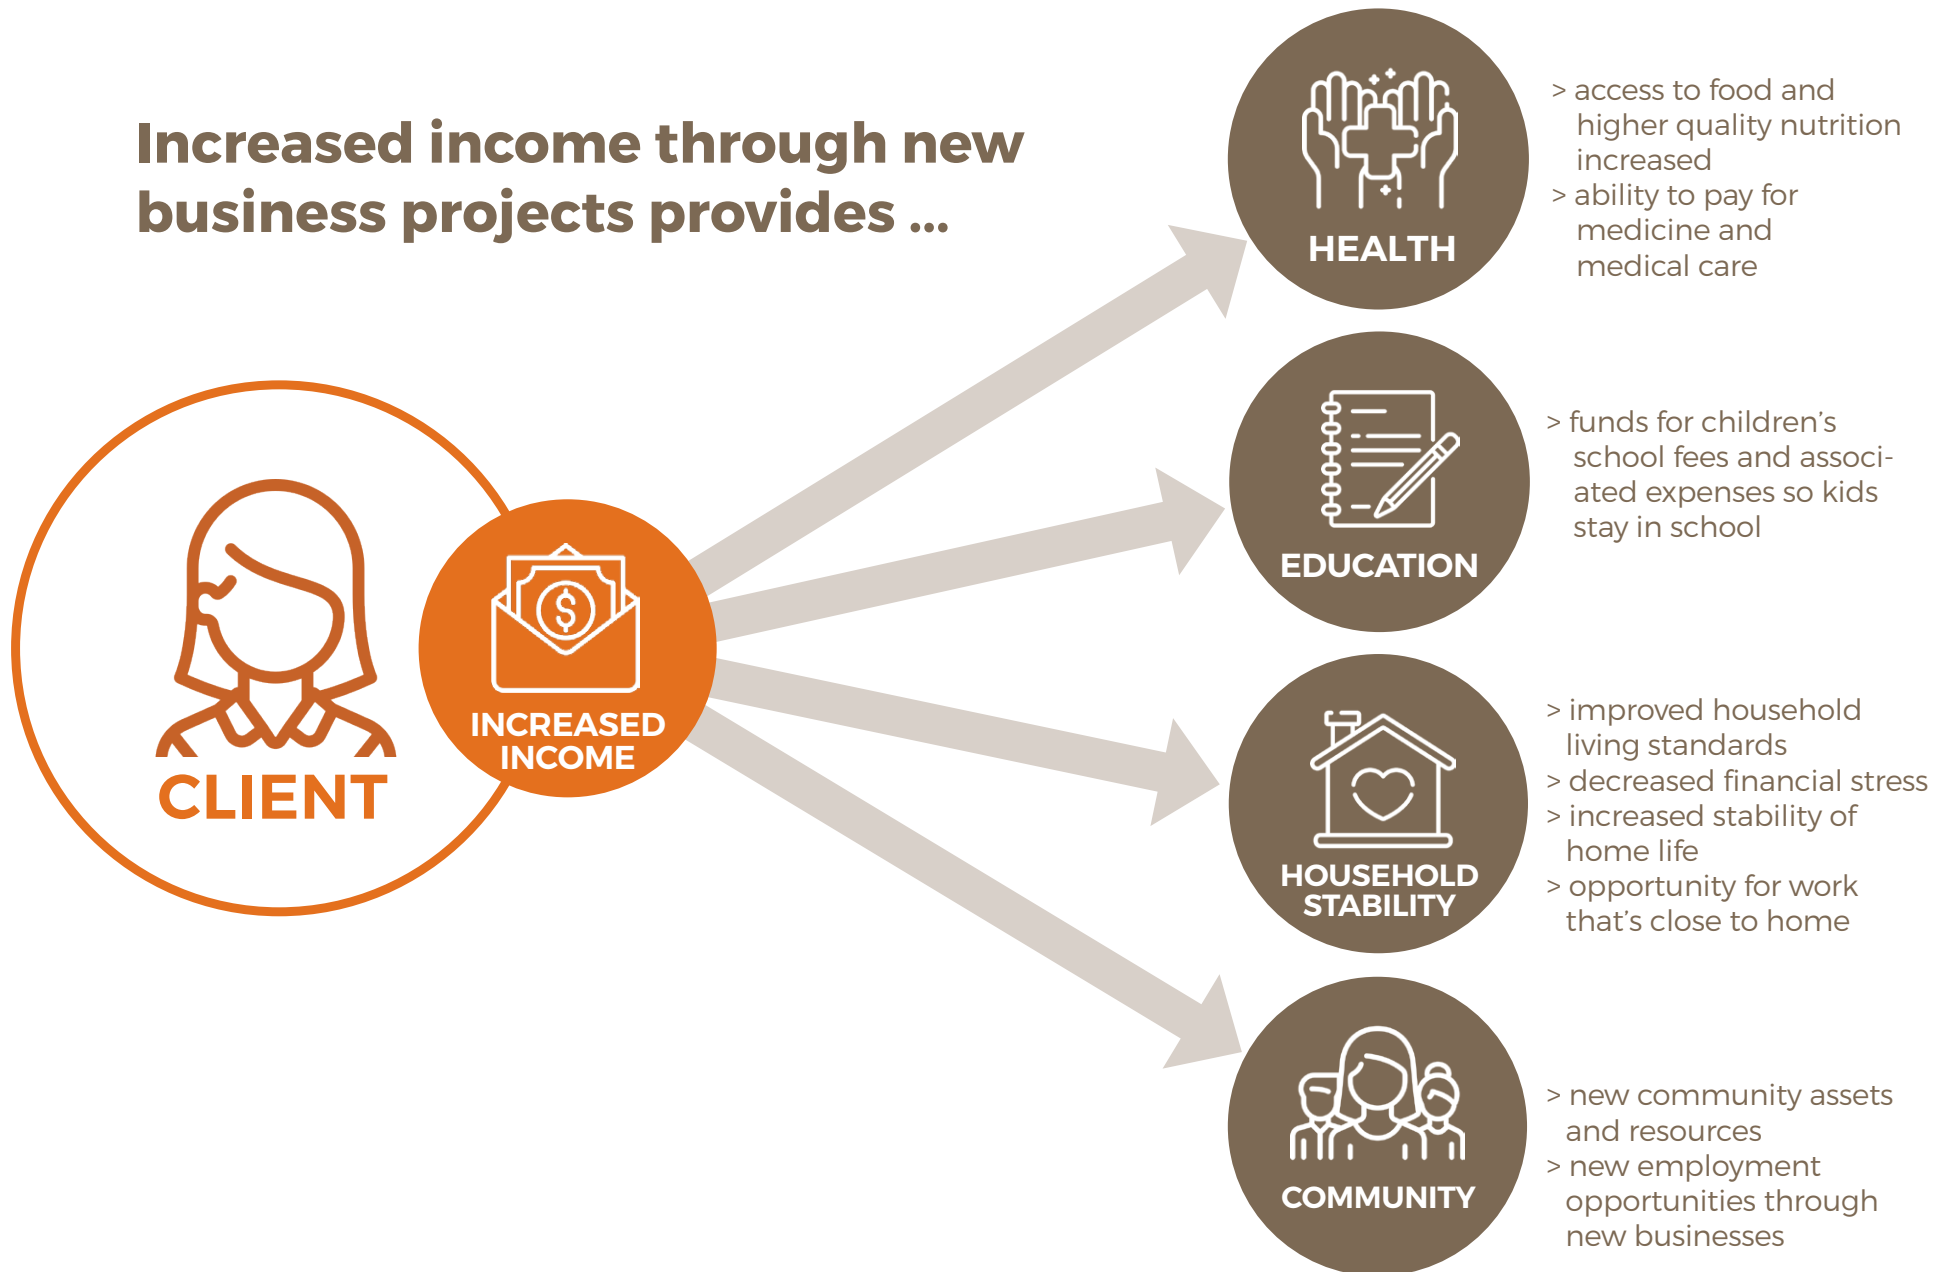 Increased income through new
business projects provides ...
CLIENT
$
INCREASED
INCOME
HEALTH
> access to food and
higher quality nutrition
increased
> ability to pay for
medicine and
medical care
EDUCATION
> funds for children’s
school fees and associ-
ated expenses so kids
stay in school
HOUSEHOLD
STABILITY
> improved household
living standards
> decreased financial stress
> increased stability of
home life
> opportunity for work
that’s close to home
COMMUNITY
> new community assets
and resources
> new employment
opportunities through
new businesses